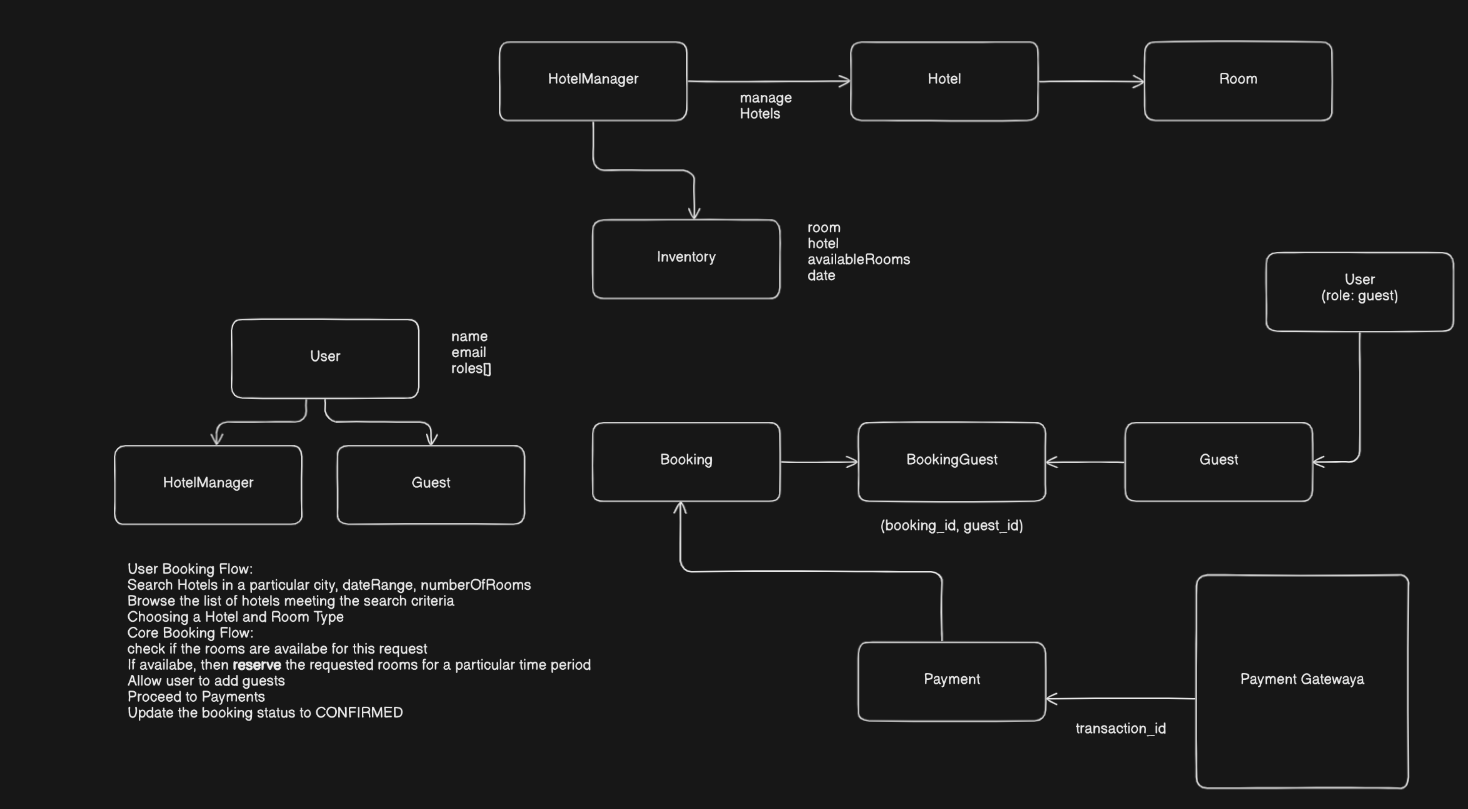 HotelManager
Hotel
Room
manage
Hotels
Inventory
room
hotel
availableRooms
date
User
(role: guest)
User
name
email
roles[]
HotelManager
Guest
Booking
BookingGuest
Guest
(booking_id, guest_id)
User Booking Flow:
Search Hotels in a particular city, dateRange, numberOfRooms
Browse the list of hotels meeting the search criteria
Choosing a Hotel and Room Type
Core Booking Flow:
check if the rooms are availabe for this request
If availabe, then reserve the requested rooms for a particular time period
Allow user to add guests
Proceed to Payments
Update the booking status to CONFIRMED
Payment
Payment Gatewaya
transaction_id